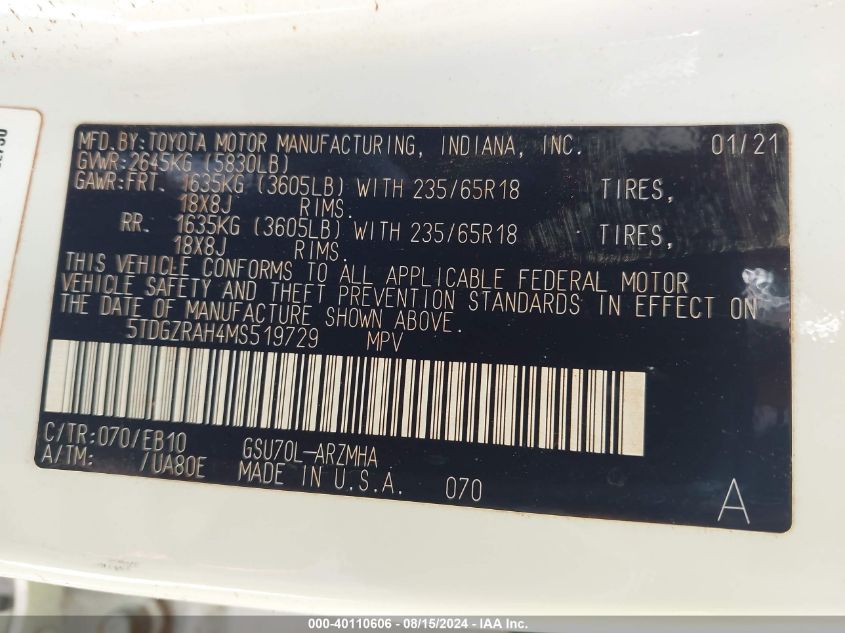 MFD.BY:TOYOTA MOTOR MANUFACTURING, INDIANA, INC. 01/21
GVWR:2645KG (5830LB)
GAWR:FRT. 1635KG (3605LB) WITH 235/65R18 TIRES,
18X8J RIMS.
RR. 1635KG (3605LB) WITH 235/65R18 TIRES,
18X8J RIMS.
THIS VEHICLE CONFORMS TO ALL APPLICABLE FEDERAL MOTOR
VEHICLE SAFETY AND THEFT PREVENTION STANDARDS IN EFFECT ON
THE DATE OF MANUFACTURE SHOWN ABOVE.
5TDGZRAH4MS519729 MPV
C/TR:070/EB10 GSU70L-ARZMHA
A/TM: /UA80E MADE IN U.S.A. 070
A
000-40110606 - 08/15/2024 - IAA Inc.